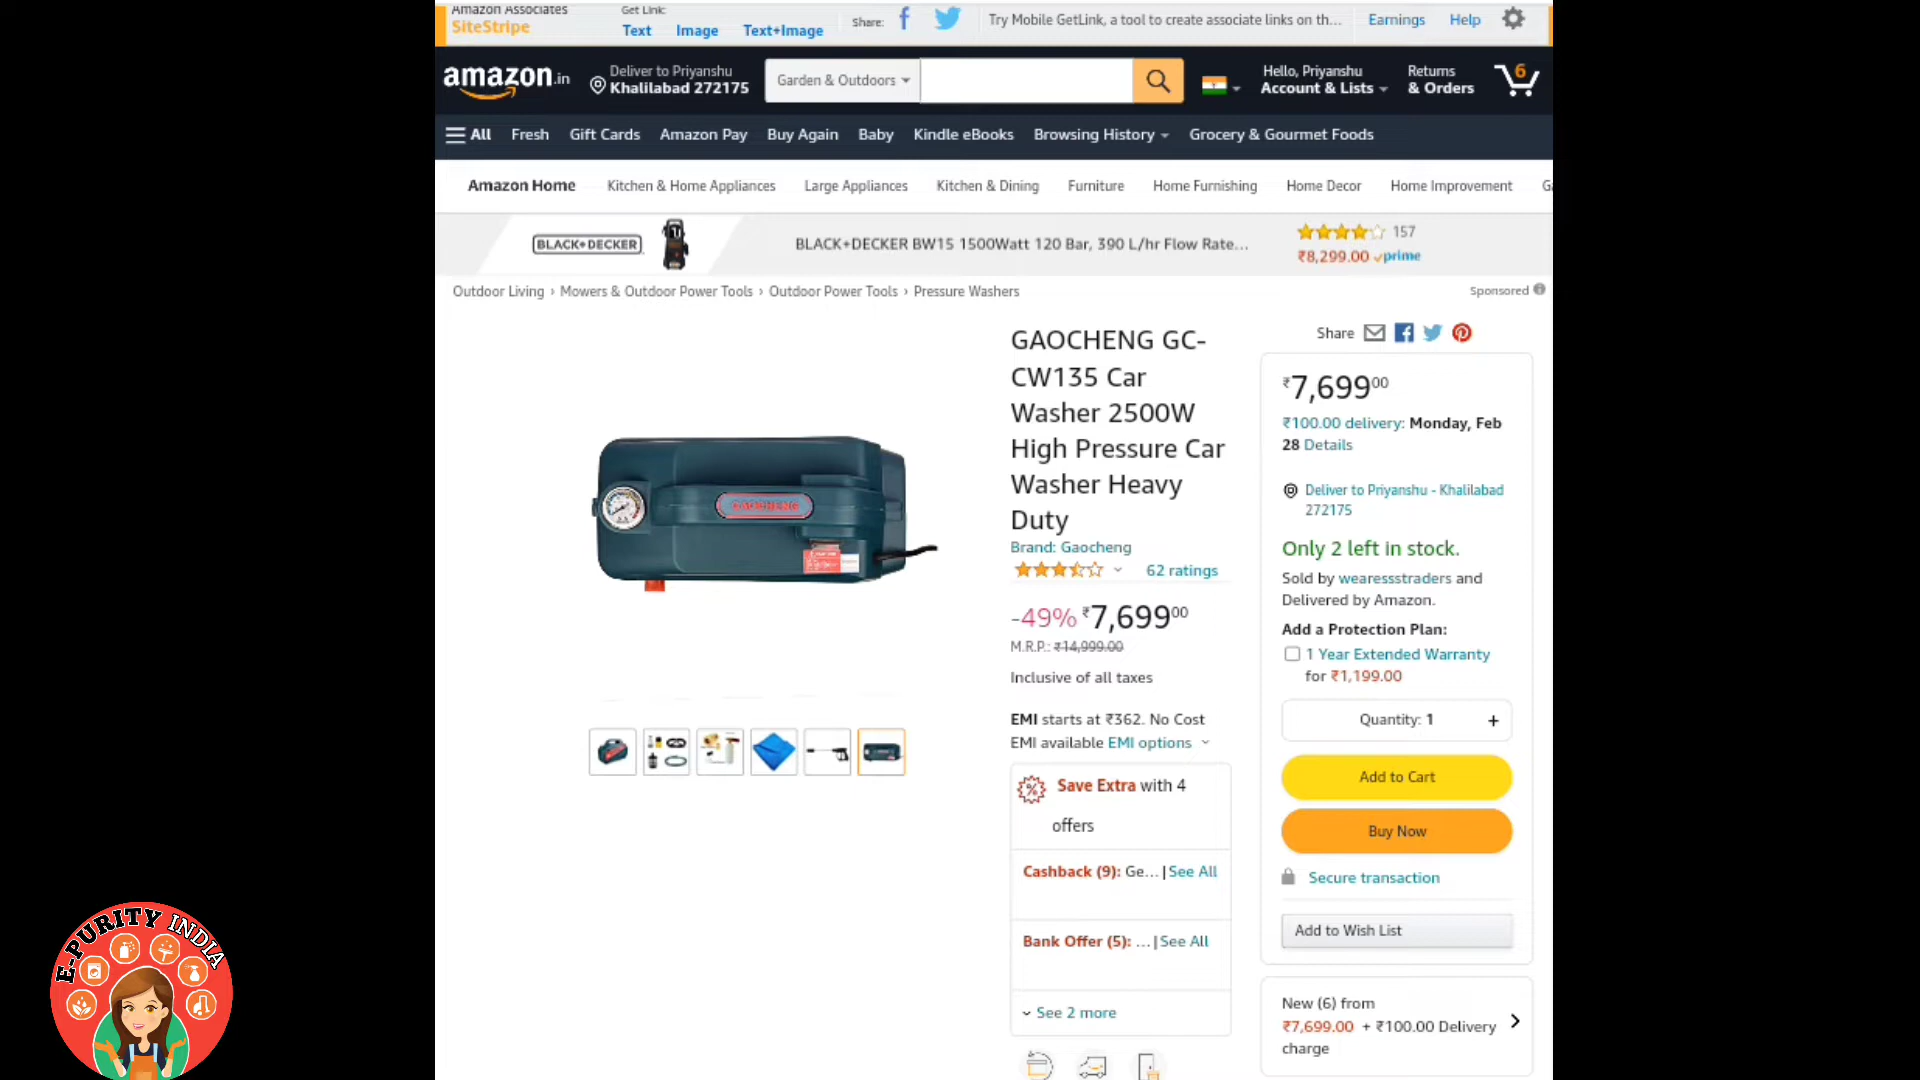 Amazon Associates
SiteStripe
Get Link:
Text Image Text+Image
Share:
Try Mobile GetLink, a tool to create associate links on th...
Earnings Help
amazon.in
Deliver to Priyanshu
Khalilabad 272175
Garden & Outdoors
Hello, Priyanshu
Account & Lists
Returns
& Orders
6
All Fresh Gift Cards Amazon Pay Buy Again Baby Kindle eBooks Browsing History Grocery & Gourmet Foods
Amazon Home Kitchen & Home Appliances Large Appliances Kitchen & Dining Furniture Home Furnishing Home Decor Home Improvement
BLACK+DECKER
BLACK+DECKER BW15 1500Watt 120 Bar, 390 L/hr Flow Rate...
157
₹8,299.00 prime
Outdoor Living › Mowers & Outdoor Power Tools › Outdoor Power Tools › Pressure Washers
Sponsored
GAOCHENG
GAOCHENG GC-
CW135 Car
Washer 2500W
High Pressure Car
Washer Heavy
Duty
Brand: Gaocheng
62 ratings
-49% ₹7,69900
M.R.P.: ₹14,999.00
Inclusive of all taxes
EMI starts at ₹362. No Cost
EMI available EMI options
Save Extra with 4
offers
Cashback (9): Ge... | See All
Bank Offer (5): ... | See All
See 2 more
Share
₹7,69900
₹100.00 delivery: Monday, Feb
28 Details
Deliver to Priyanshu - Khalilabad
272175
Only 2 left in stock.
Sold by wearessstraders and
Delivered by Amazon.
Add a Protection Plan:
1 Year Extended Warranty
for ₹1,199.00
Quantity: 1 +
Add to Cart
Buy Now
Secure transaction
Add to Wish List
New (6) from
₹7,699.00 + ₹100.00 Delivery
charge
E-PURITY INDIA